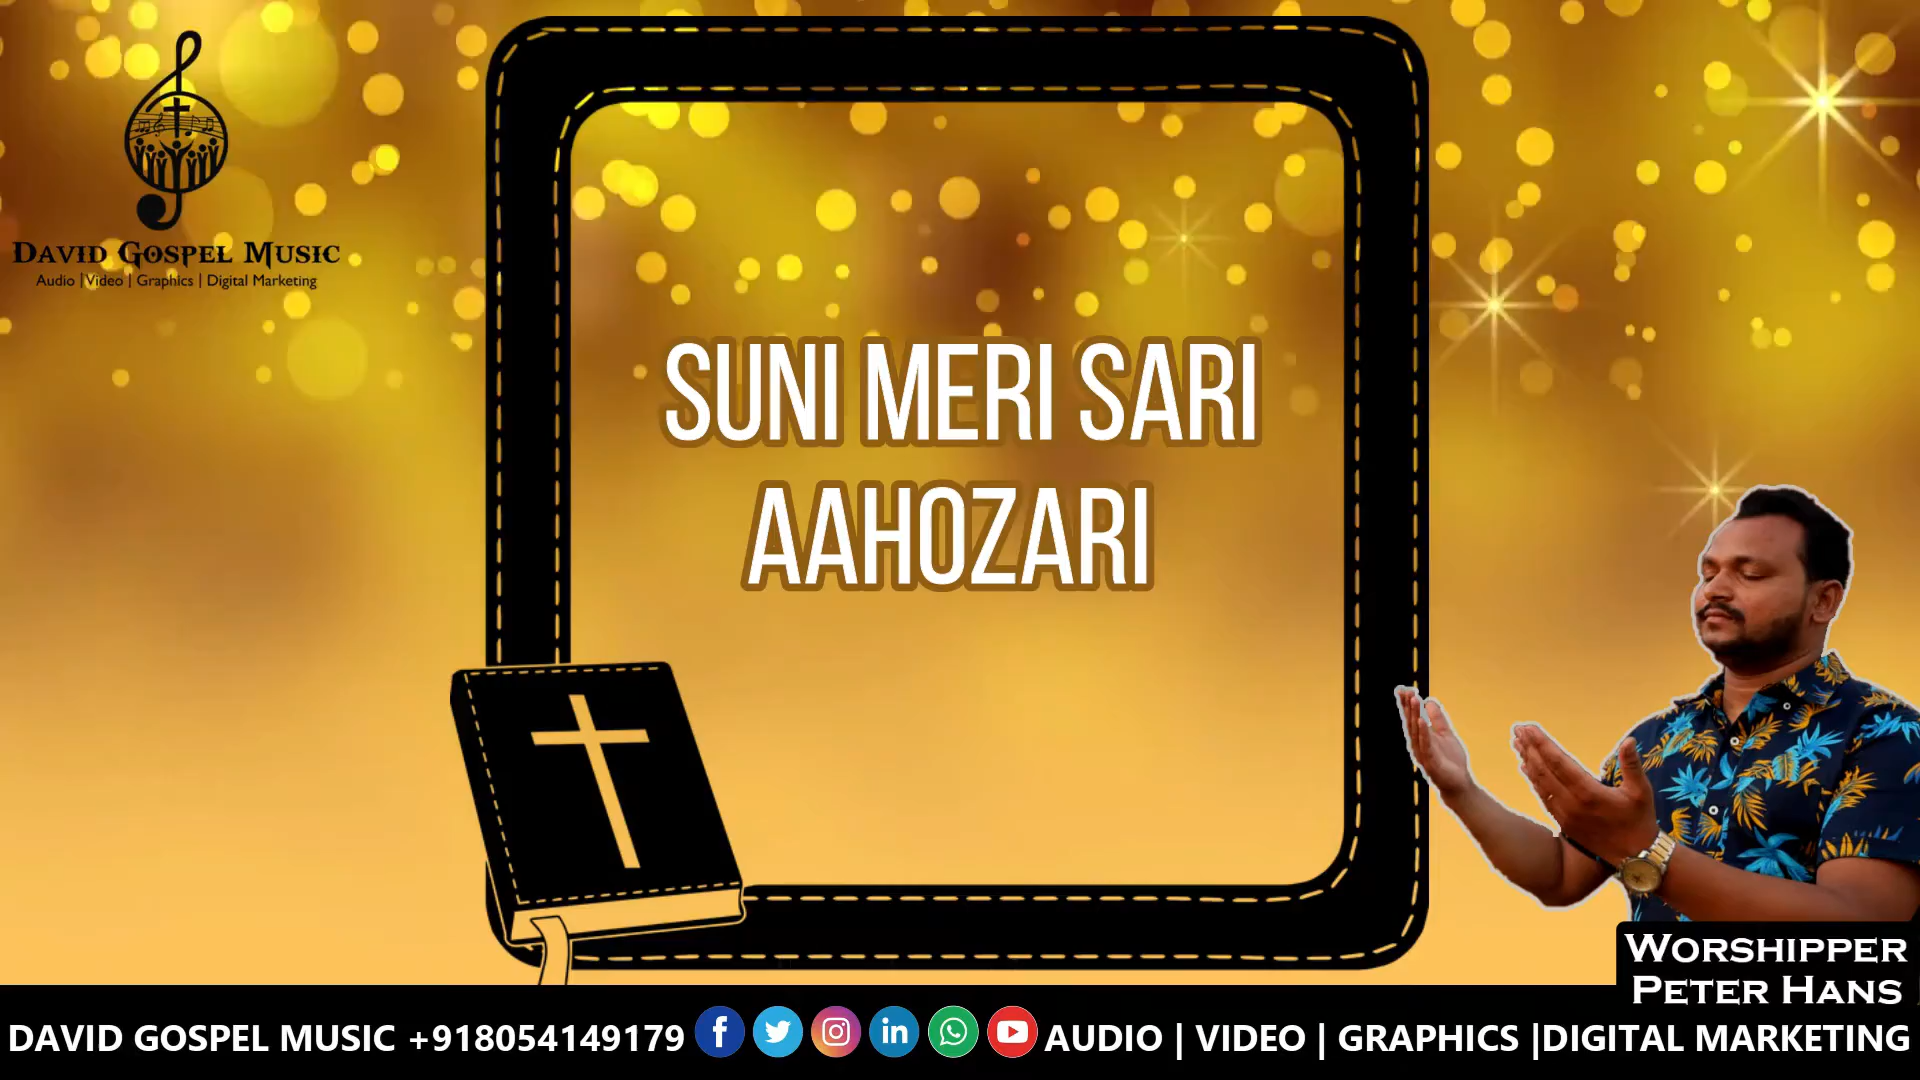 DAVID GOSPEL MUSIC
Audio | Video | Graphics | Digital Marketing
SUNI MERI SARI
AAHOZARI
WORSHIPPER
PETER HANS
DAVID GOSPEL MUSIC +918054149179 AUDIO | VIDEO | GRAPHICS | DIGITAL MARKETING